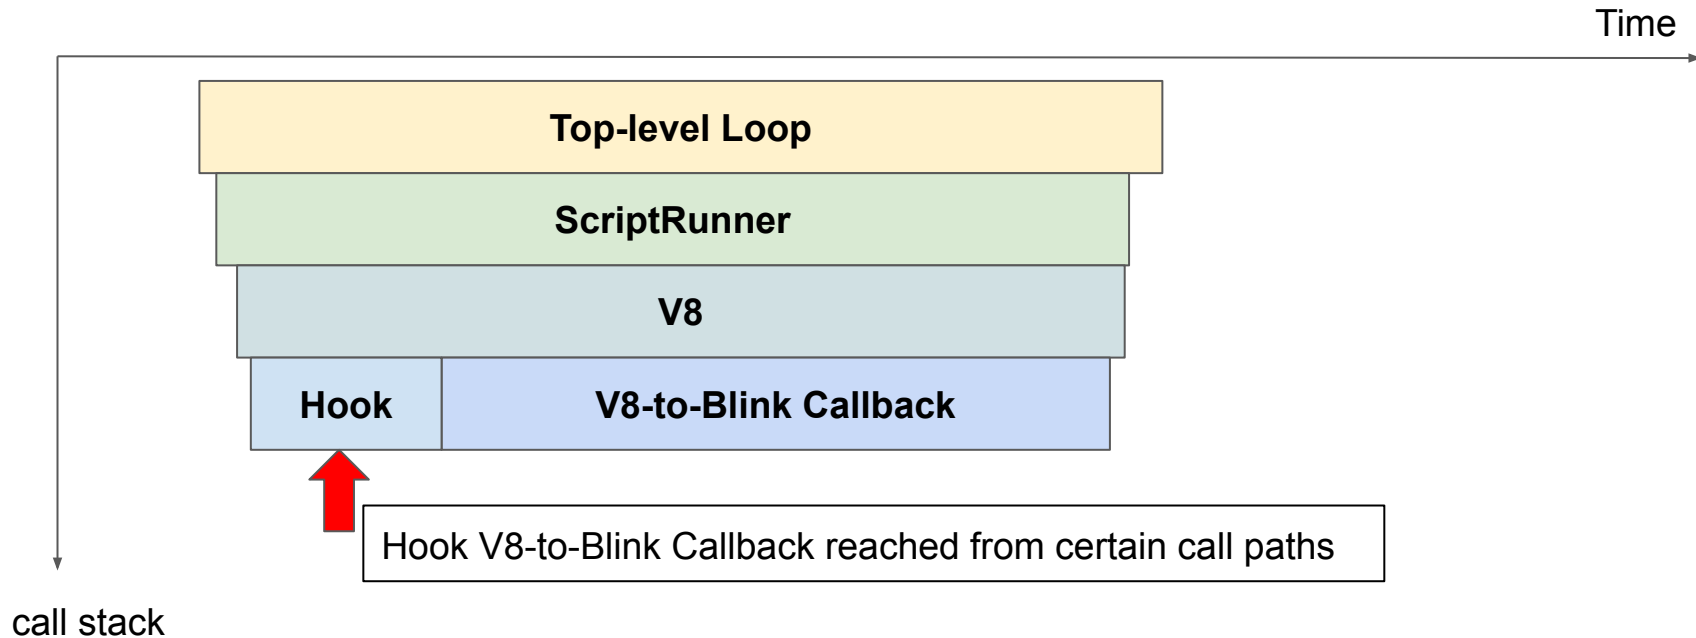 Time
Top-level Loop
ScriptRunner
V8
Hook
V8-to-Blink Callback
Hook V8-to-Blink Callback reached from certain call paths
call stack